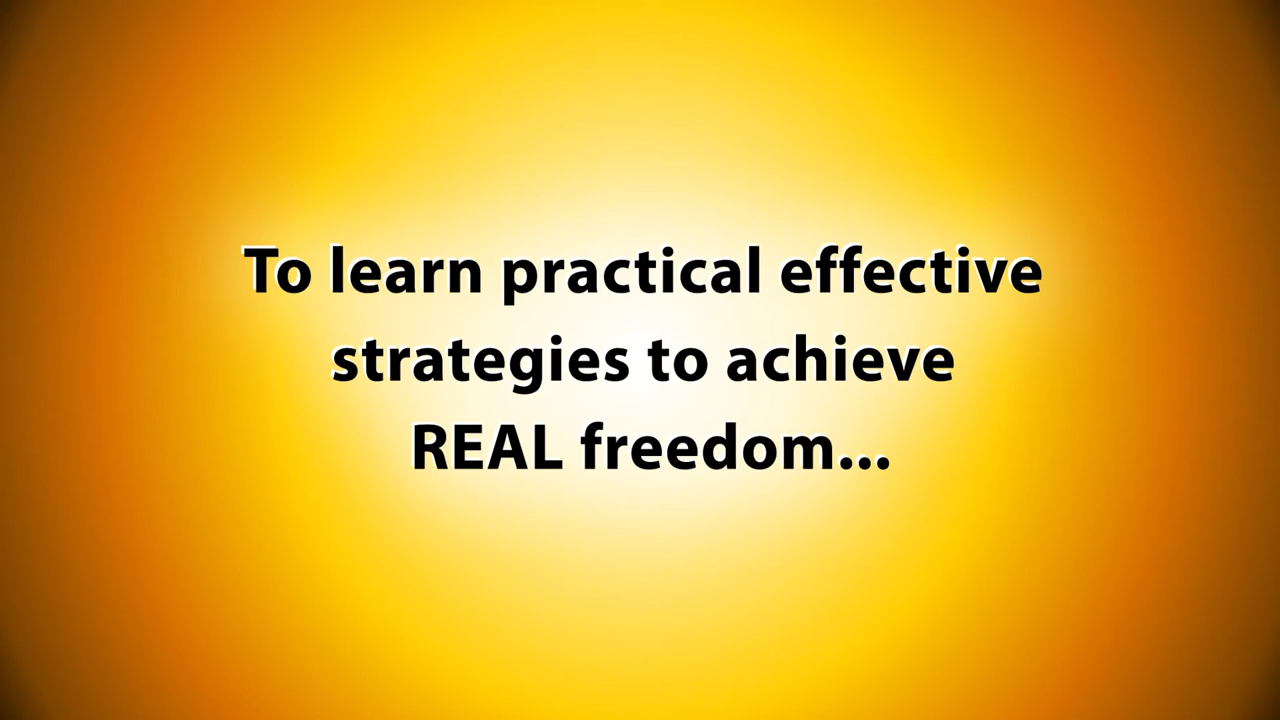 To learn practical effective
strategies to achieve
REAL freedom...